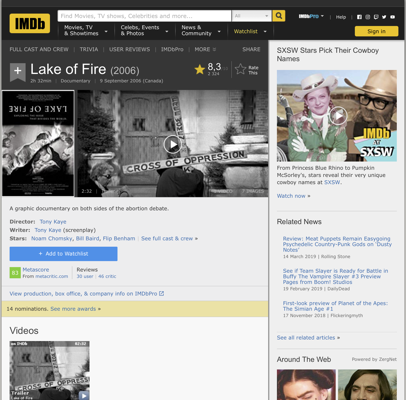 IMDb
Find Movies, TV shows, Celebrities and more...
All
IMDbPro
Help
Movies, TV
& Showtimes
Celebs, Events
& Photos
News &
Community
Watchlist
Sign in
FULL CAST AND CREW | TRIVIA | USER REVIEWS | IMDbPro | MORE
SHARE
Lake of Fire (2006)
2h 32min | Documentary | 9 September 2006 (Canada)
8,3
Rate
This
LAKE OF FIRE
CROSS OF OPPRESSION.
2:32
A graphic documentary on both sides of the abortion debate.
Director: Tony Kaye
Writer: Tony Kaye (screenplay)
Stars: Noam Chomsky, Bill Baird, Flip Benham | See full cast & crew »
+ Add to Watchlist
83
Metascore
From metacritic.com
Reviews
30 user | 46 critic
View production, box office, & company info on IMDbPro
14 nominations. See more awards »
Videos
02:32
CROSS OF OPPRESS
Trailer
Lake of Fire
SXSW Stars Pick Their Cowboy
Names
IMDb
AT
SXSW
From Princess Blue Rhino to Pumpkin
McSorley's, stars reveal their very unique
cowboy names at SXSW.
Watch now »
Related News
Review: Meat Puppets Remain Easygoing
Psychedelic Country-Punk Gods on 'Dusty
Notes'
14 March 2019 | Rolling Stone
See if Team Slayer is Ready for Battle in
Buffy The Vampire Slayer #3 Preview
Pages from Boom! Studios
19 February 2019 | DailyDead
First-look preview of Planet of the Apes:
The Simian Age #1
17 November 2018 | Flickeringmyth
See all related articles »
Around The Web
Powered by ZergNet